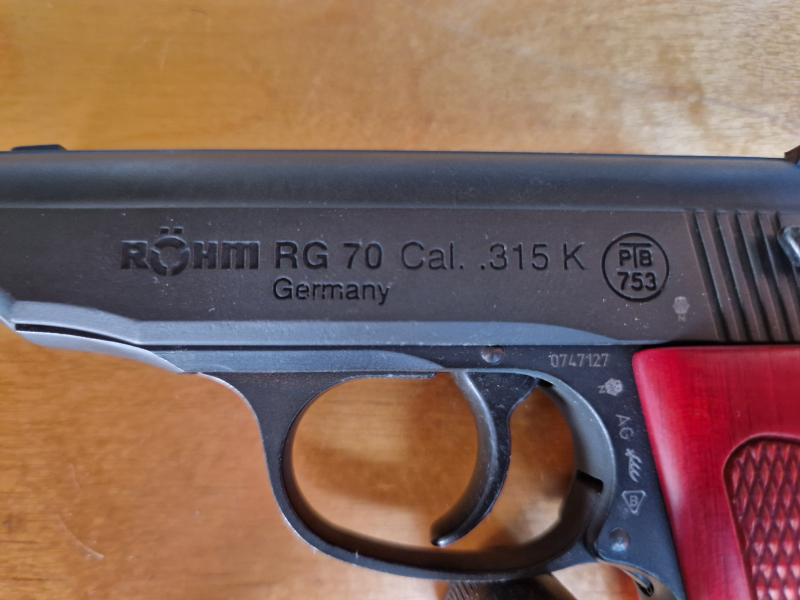 RÖHM RG 70 Cal. .315 K
Germany
PTB
753
0747127
AG
B